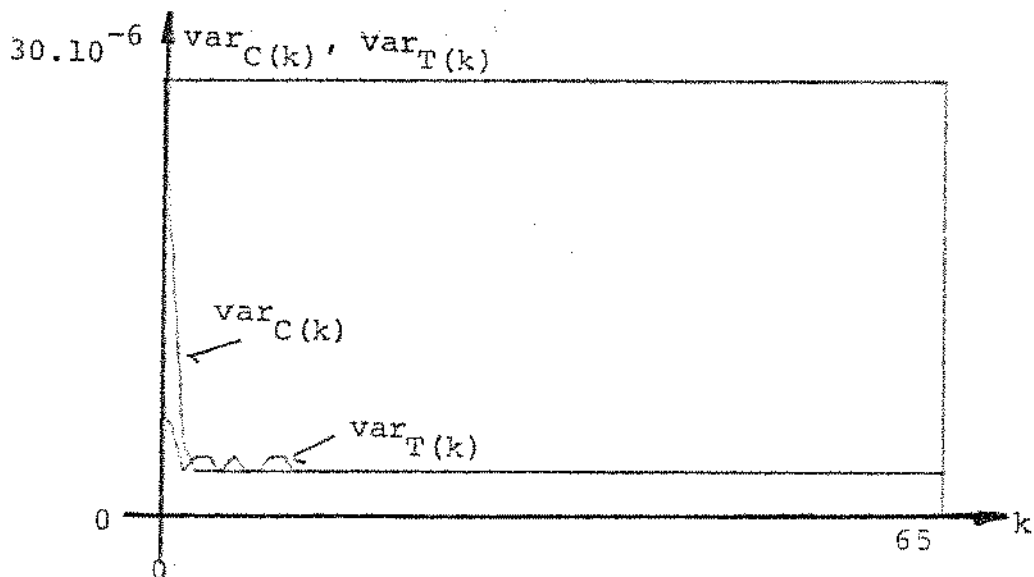 30.10⁻⁶ var_C(k), var_T(k)
var_C(k)
var_T(k)
0
65
k
0